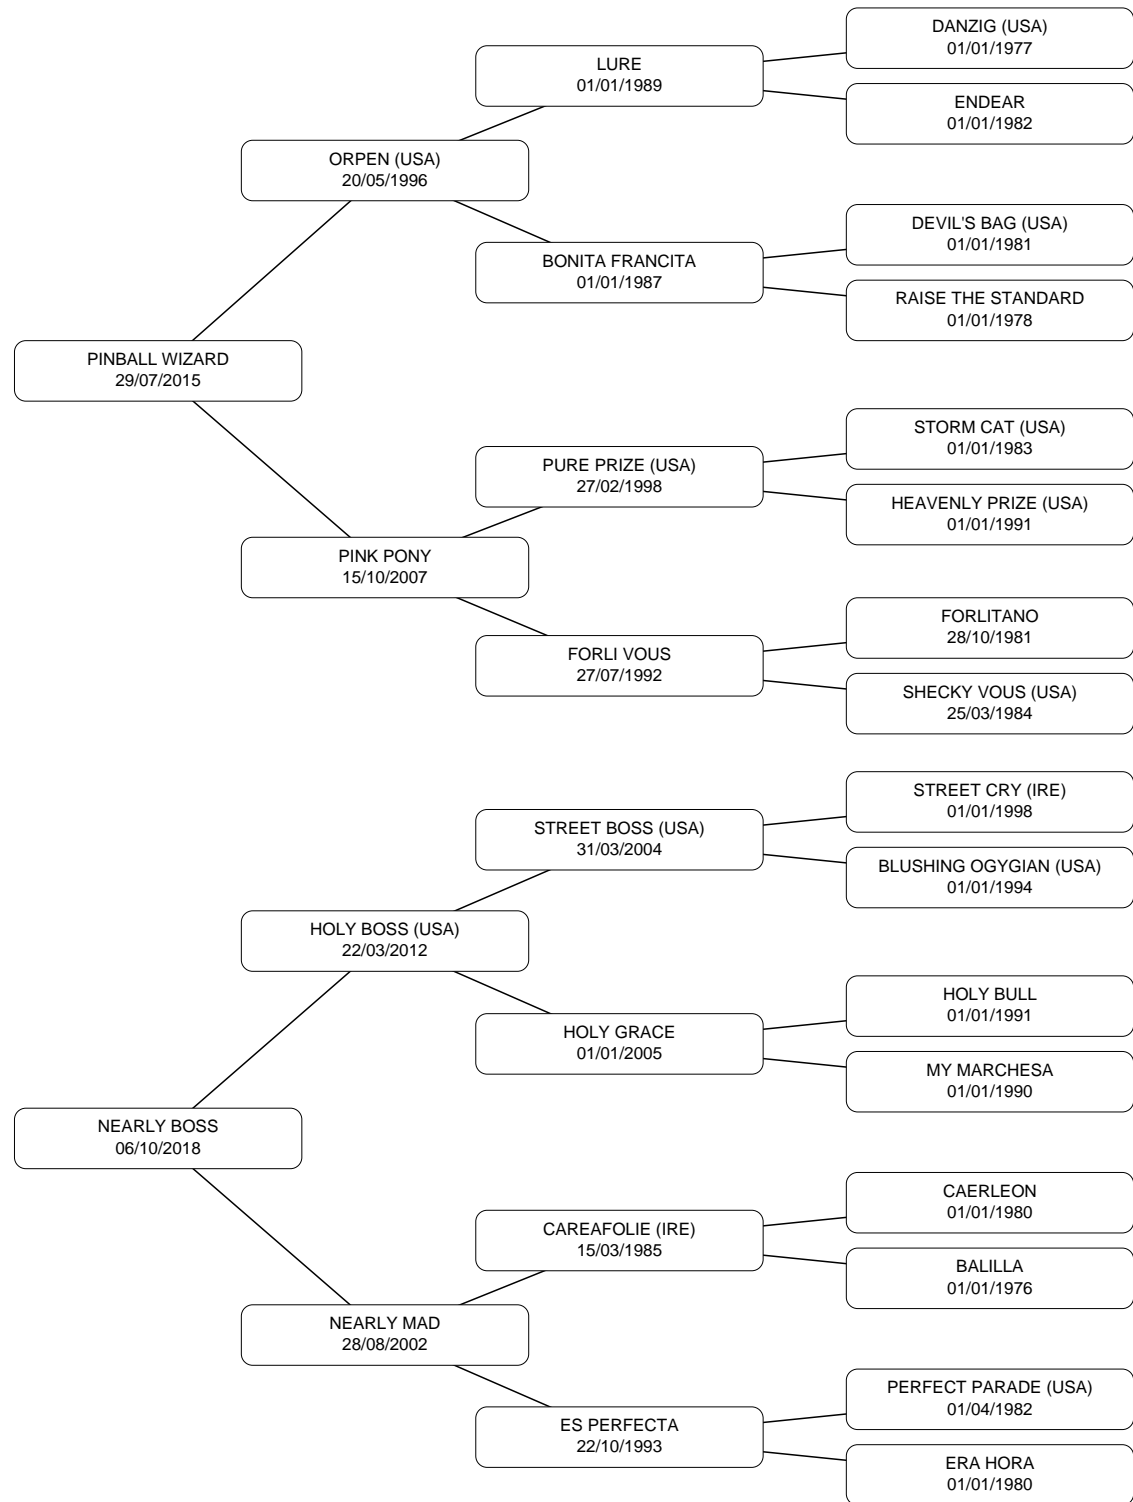 DANZIG (USA)
01/01/1977
LURE
01/01/1989
ENDEAR
01/01/1982
ORPEN (USA)
20/05/1996
DEVIL'S BAG (USA)
01/01/1981
BONITA FRANCITA
01/01/1987
RAISE THE STANDARD
01/01/1978
PINBALL WIZARD
29/07/2015
STORM CAT (USA)
01/01/1983
PURE PRIZE (USA)
27/02/1998
HEAVENLY PRIZE (USA)
01/01/1991
PINK PONY
15/10/2007
FORLITANO
28/10/1981
FORLI VOUS
27/07/1992
SHECKY VOUS (USA)
25/03/1984
STREET CRY (IRE)
01/01/1998
STREET BOSS (USA)
31/03/2004
BLUSHING OGYGIAN (USA)
01/01/1994
HOLY BOSS (USA)
22/03/2012
HOLY BULL
01/01/1991
HOLY GRACE
01/01/2005
MY MARCHESA
01/01/1990
NEARLY BOSS
06/10/2018
CAERLEON
01/01/1980
CAREAFOLIE (IRE)
15/03/1985
BALILLA
01/01/1976
NEARLY MAD
28/08/2002
PERFECT PARADE (USA)
01/04/1982
ES PERFECTA
22/10/1993
ERA HORA
01/01/1980